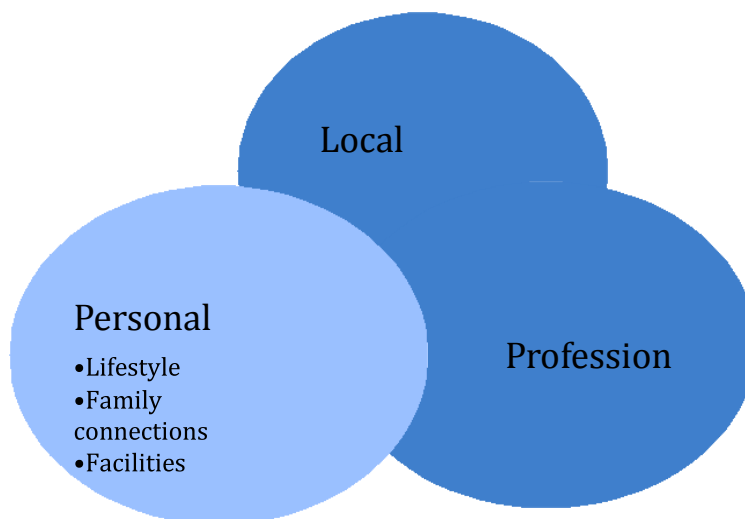 Local
Personal
•Lifestyle
•Family
connections
•Facilities
Profession